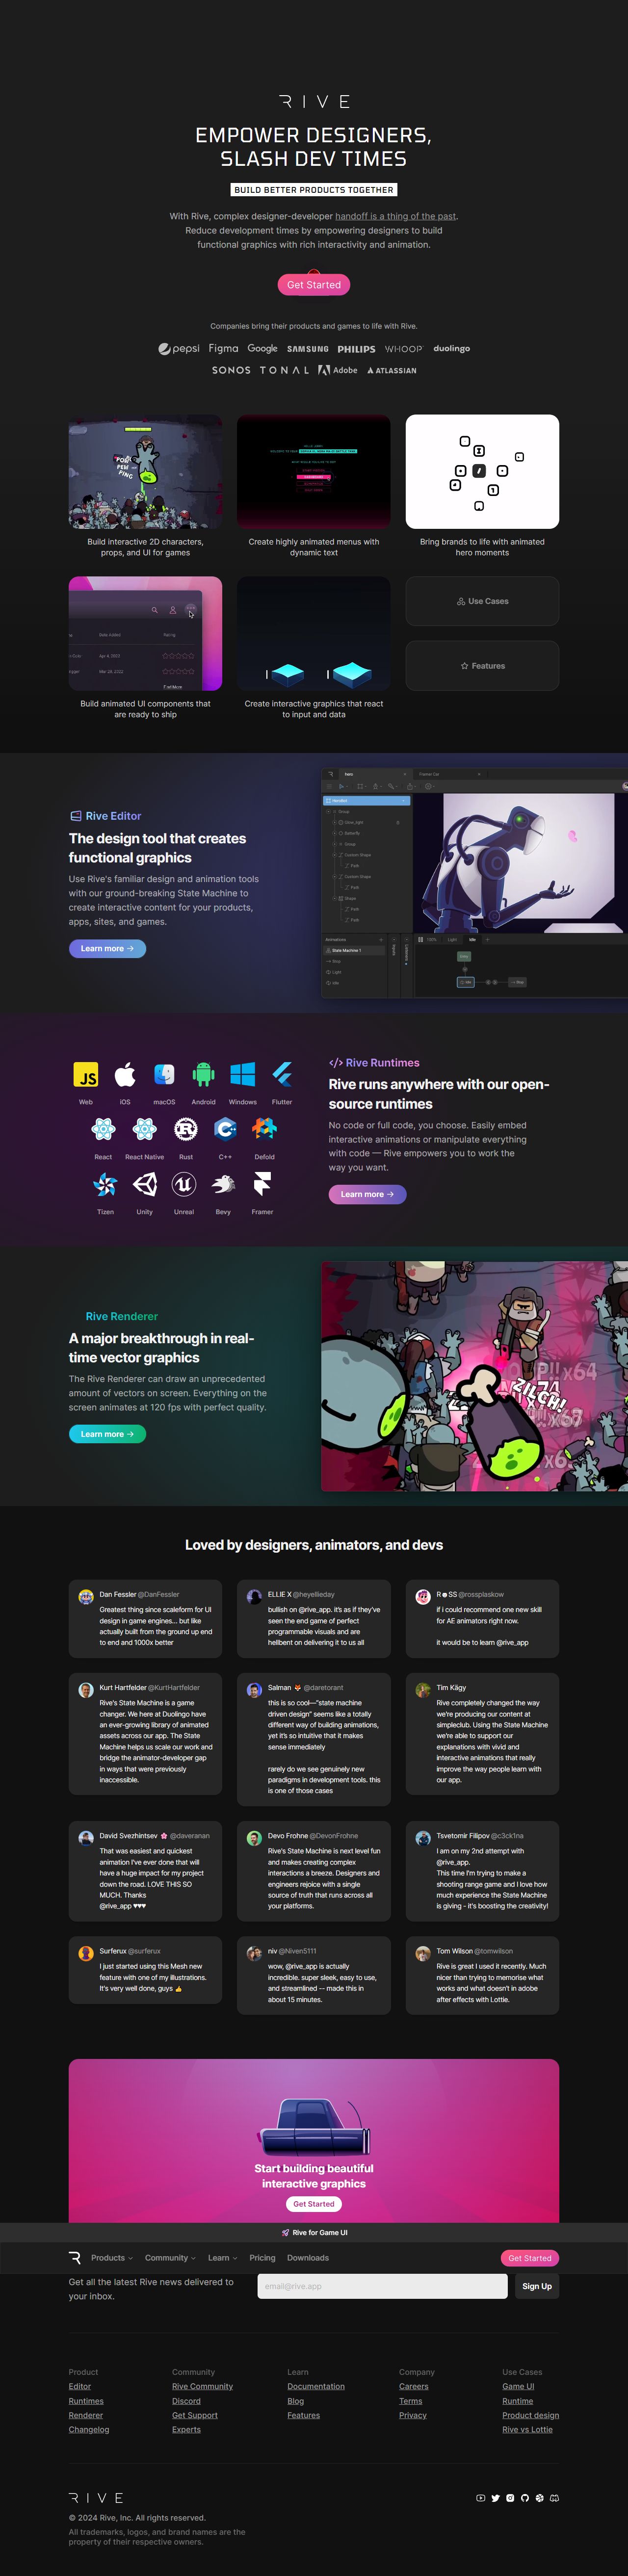 RIVE
EMPOWER DESIGNERS,
SLASH DEV TIMES
BUILD BETTER PRODUCTS TOGETHER
With Rive, complex designer-developer handoff is a thing of the past.
Reduce development times by empowering designers to build
functional graphics with rich interactivity and animation.
Get Started
Companies bring their products and games to life with Rive.
pepsi Figma Google SAMSUNG PHILIPS WHOOP duolingo
SONOS TONAL Adobe ATLASSIAN
Build interactive 2D characters,
props, and UI for games
Create highly animated menus with
dynamic text
Bring brands to life with animated
hero moments
Date Added
Rating
Apr 4, 2023
Mar 28, 2022
Build animated UI components that
are ready to ship
Create interactive graphics that react
to input and data
Use Cases
Features
Rive Editor
The design tool that creates
functional graphics
Use Rive's familiar design and animation tools
with our ground-breaking State Machine to
create interactive content for your products,
apps, sites, and games.
Learn more →
Group
Custom Shape
Path
Custom Shape
Path
Shape
Path
Path
State Machine 1
Light
Idle
JS
Web iOS macOS Android Windows Flutter
React React Native Rust C++ Defold
Tizen Unity Unreal Bevy Framer
</> Rive Runtimes
Rive runs anywhere with our open-
source runtimes
No code or full code, you choose. Easily embed
interactive animations or manipulate everything
with code — Rive empowers you to work the
way you want.
Learn more →
Rive Renderer
A major breakthrough in real-
time vector graphics
The Rive Renderer can draw an unprecedented
amount of vectors on screen. Everything on the
screen animates at 120 fps with perfect quality.
Learn more →
x64
ZILCH!
Loved by designers, animators, and devs
Dan Fessler @DanFessler
Greatest thing since scaleform for UI
design in game engines... but like
actually built from the ground up end
to end and 1000x better
ELLIE X @heyellieday
bullish on @rive_app. it's as if they've
seen the end game of perfect
programmable visuals and are
hellbent on delivering it to us all
R☻SS @rossplaskow
if i could recommend one new skill
for AE animators right now.
it would be to learn @rive_app
Kurt Hartfelder @KurtHartfelder
Rive's State Machine is a game
changer. We here at Duolingo have
an ever-growing library of animated
assets across our app. The State
Machine helps us scale our work and
bridge the animator-developer gap
in ways that were previously
inaccessible.
Salman 🦊 @daretorant
this is so cool—"state machine
driven design" seems like a totally
different way of building animations,
yet it's so intuitive that it makes
sense immediately
rarely do we see genuinely new
paradigms in development tools. this
is one of those cases
Tim Kägy
Rive completely changed the way
we're producing our content at
simpleclub. Using the State Machine
we're able to support our
explanations with vivid and
interactive animations that really
improve the way people learn with
our app.
David Svezhintsev 🌸 @daveranan
That was easiest and quickest
animation I've ever done that will
have a huge impact for my project
down the road. LOVE THIS SO
MUCH. Thanks
@rive_app ♥♥♥
Devo Frohne @DevonFrohne
Rive's State Machine is next level fun
and makes creating complex
interactions a breeze. Designers and
engineers rejoice with a single
source of truth that runs across all
your platforms.
Tsvetomir Filipov @c3ck1na
I am on my 2nd attempt with
@rive_app.
This time I'm trying to make a
shooting range game and I love how
much experience the State Machine
is giving - it's boosting the creativity!
Surferux @surferux
I just started using this Mesh new
feature with one of my illustrations.
It's very done well, guys 👍
niv @Niven5111
wow, @rive_app is actually
incredible. super sleek, easy to use,
and streamlined -- made this in
about 15 minutes.
Tom Wilson @tomwilson
Rive is great I used it recently. Much
nicer than trying to memorise what
works and what doesn't in adobe
after effects with Lottie.
Start building beautiful
interactive graphics
Get Started
🚀 Rive for Game UI
Products Community Learn Pricing Downloads
Get Started
Get all the latest Rive news delivered to
your inbox.
email@rive.app
Sign Up
Product
Editor
Runtimes
Renderer
Changelog
Community
Rive Community
Discord
Get Support
Experts
Learn
Documentation
Blog
Features
Company
Careers
Terms
Privacy
Use Cases
Game UI
Runtime
Product design
Rive vs Lottie
RIVE
© 2024 Rive, Inc. All rights reserved.
All trademarks, logos, and brand names are the
property of their respective owners.